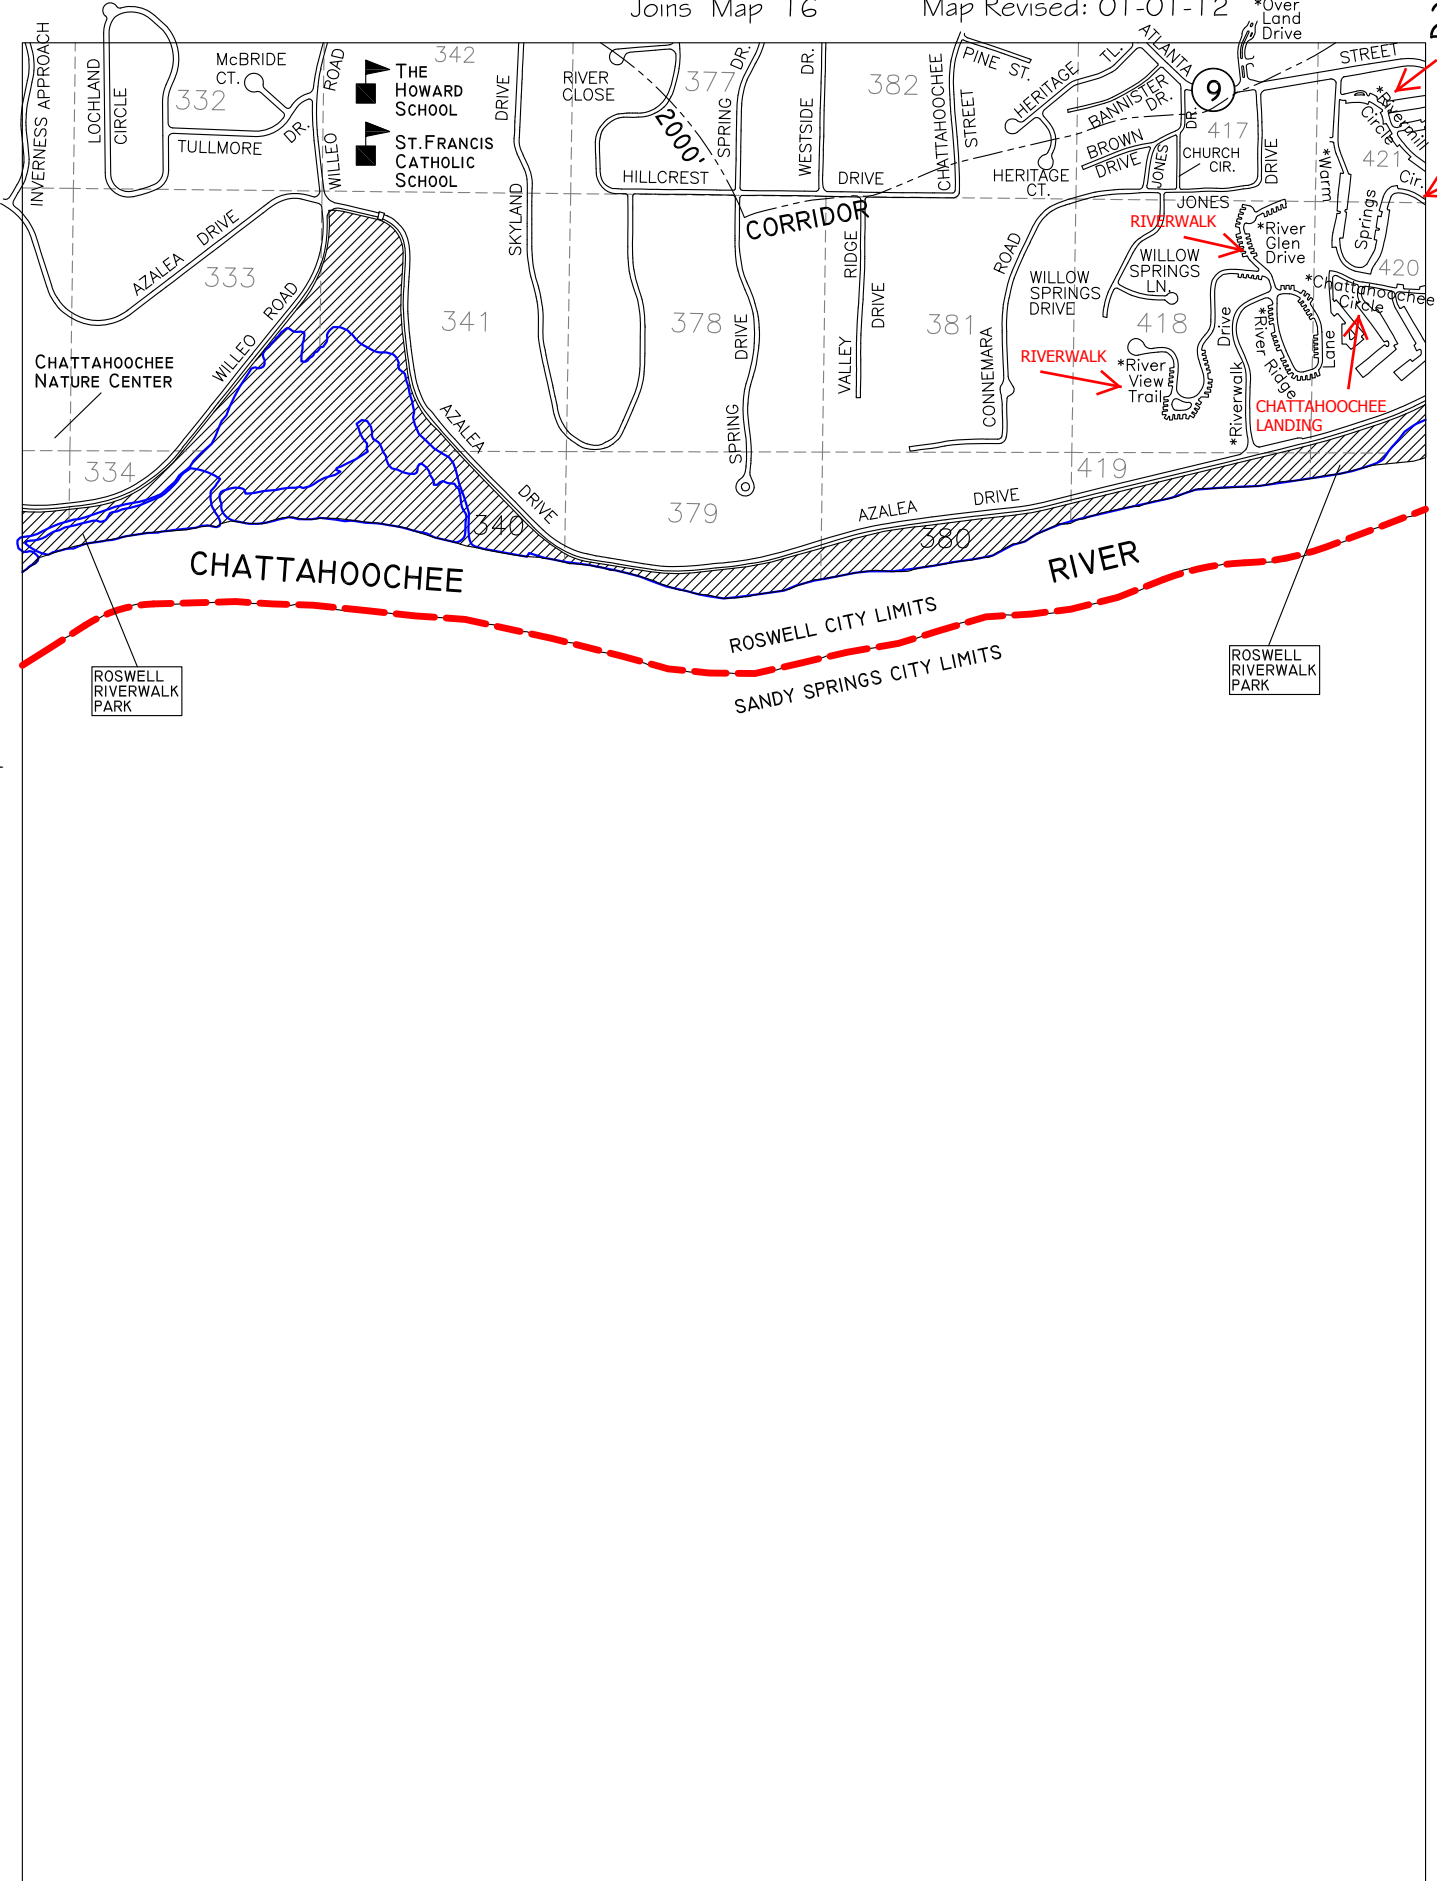 Joins Map 16
Map Revised: 01-01-12
*Over
Land
Drive
INVERNESS APPROACH
LOCHLAND
CIRCLE
McBRIDE
CT.
332
TULLMORE
DR.
ROAD
WILLEO
THE
HOWARD
SCHOOL
ST.FRANCIS
CATHOLIC
SCHOOL
342
DRIVE
SKYLAND
RIVER
CLOSE
377
DR.
SPRING
2000'
CORRIDOR
WESTSIDE DR.
382
HILLCREST
DRIVE
CHATTAHOOCHEE
STREET
PINE ST.
HERITAGE TL.
ATLANTA
BANNISTER
DR.
BROWN
DRIVE
HERITAGE
CT.
JONES
DR.
9
417
CHURCH
CIR.
DRIVE
STREET
*Rivermill
Circle
421
Cir.
*Warm
Springs
420
JONES
RIVERWALK
*River
Glen
Drive
*Chattahoochee
Circle
WILLOW
SPRINGS
LN.
WILLOW
SPRINGS
DRIVE
418
RIVERWALK
*River
View
Trail
Drive
*Riverwalk
*River Ridge
Lane
CHATTAHOOCHEE
LANDING
AZALEA DRIVE
333
WILLEO ROAD
CHATTAHOOCHEE
NATURE CENTER
334
341
AZALEA
DRIVE
340
378
DRIVE
SPRING
379
RIDGE
VALLEY
DRIVE
381
ROAD
CONNEMARA
419
AZALEA
DRIVE
380
CHATTAHOOCHEE
RIVER
ROSWELL CITY LIMITS
SANDY SPRINGS CITY LIMITS
ROSWELL
RIVERWALK
PARK
ROSWELL
RIVERWALK
PARK